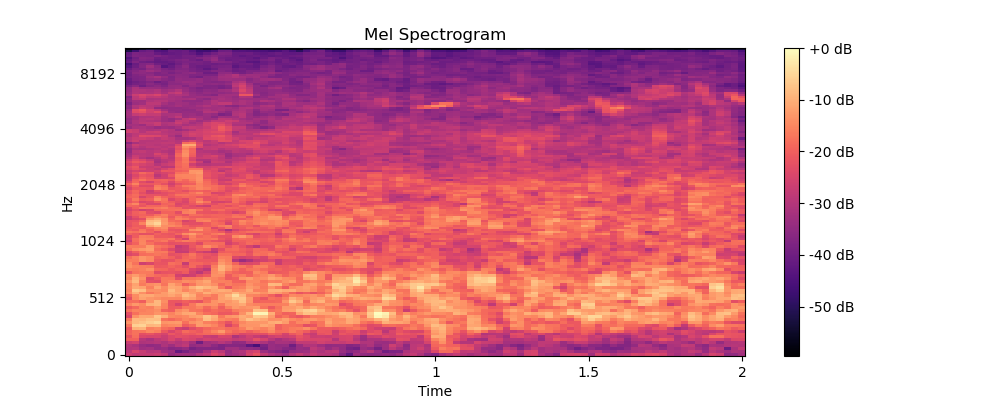 Mel Spectrogram
8192
4096
2048
1024
512
0
Hz
0
0.5
1
1.5
2
Time
+0 dB
-10 dB
-20 dB
-30 dB
-40 dB
-50 dB